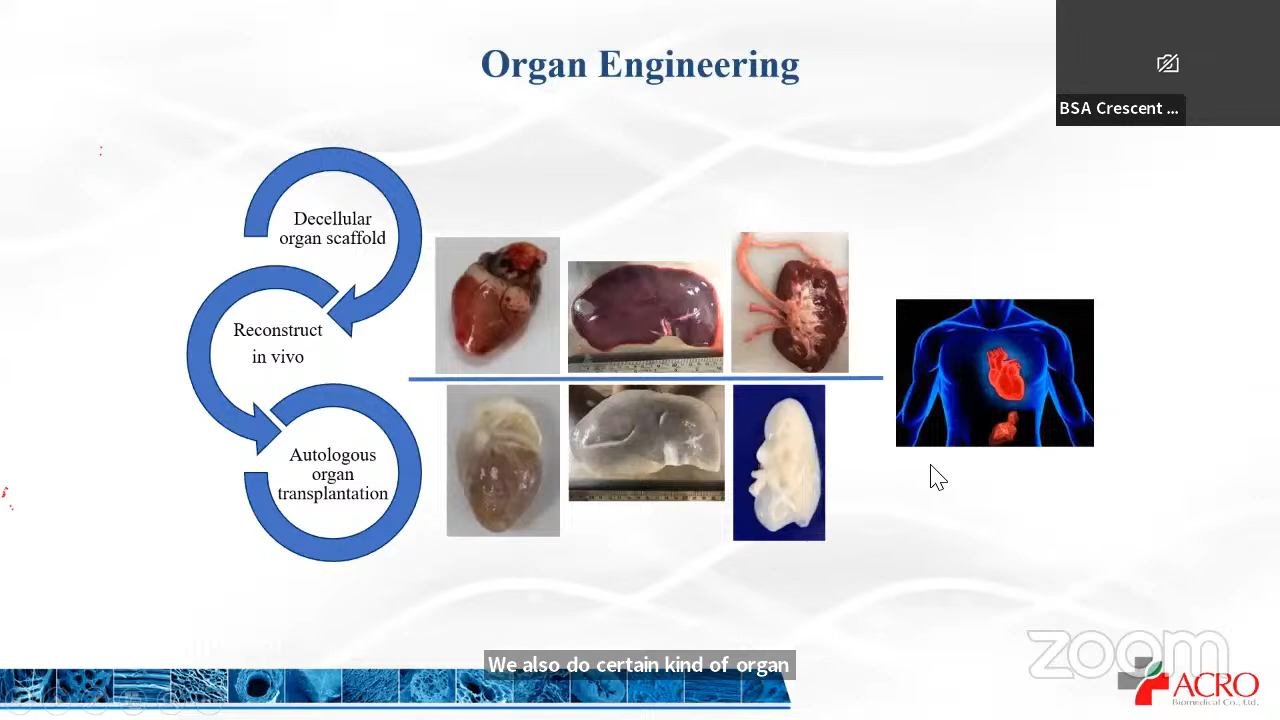 Organ Engineering
BSA Crescent ...
Decellular
organ scaffold
Reconstruct
in vivo
Autologous
organ
transplantation
We also do certain kind of organ
zoom
ACRO
Biomedical Co., Ltd.